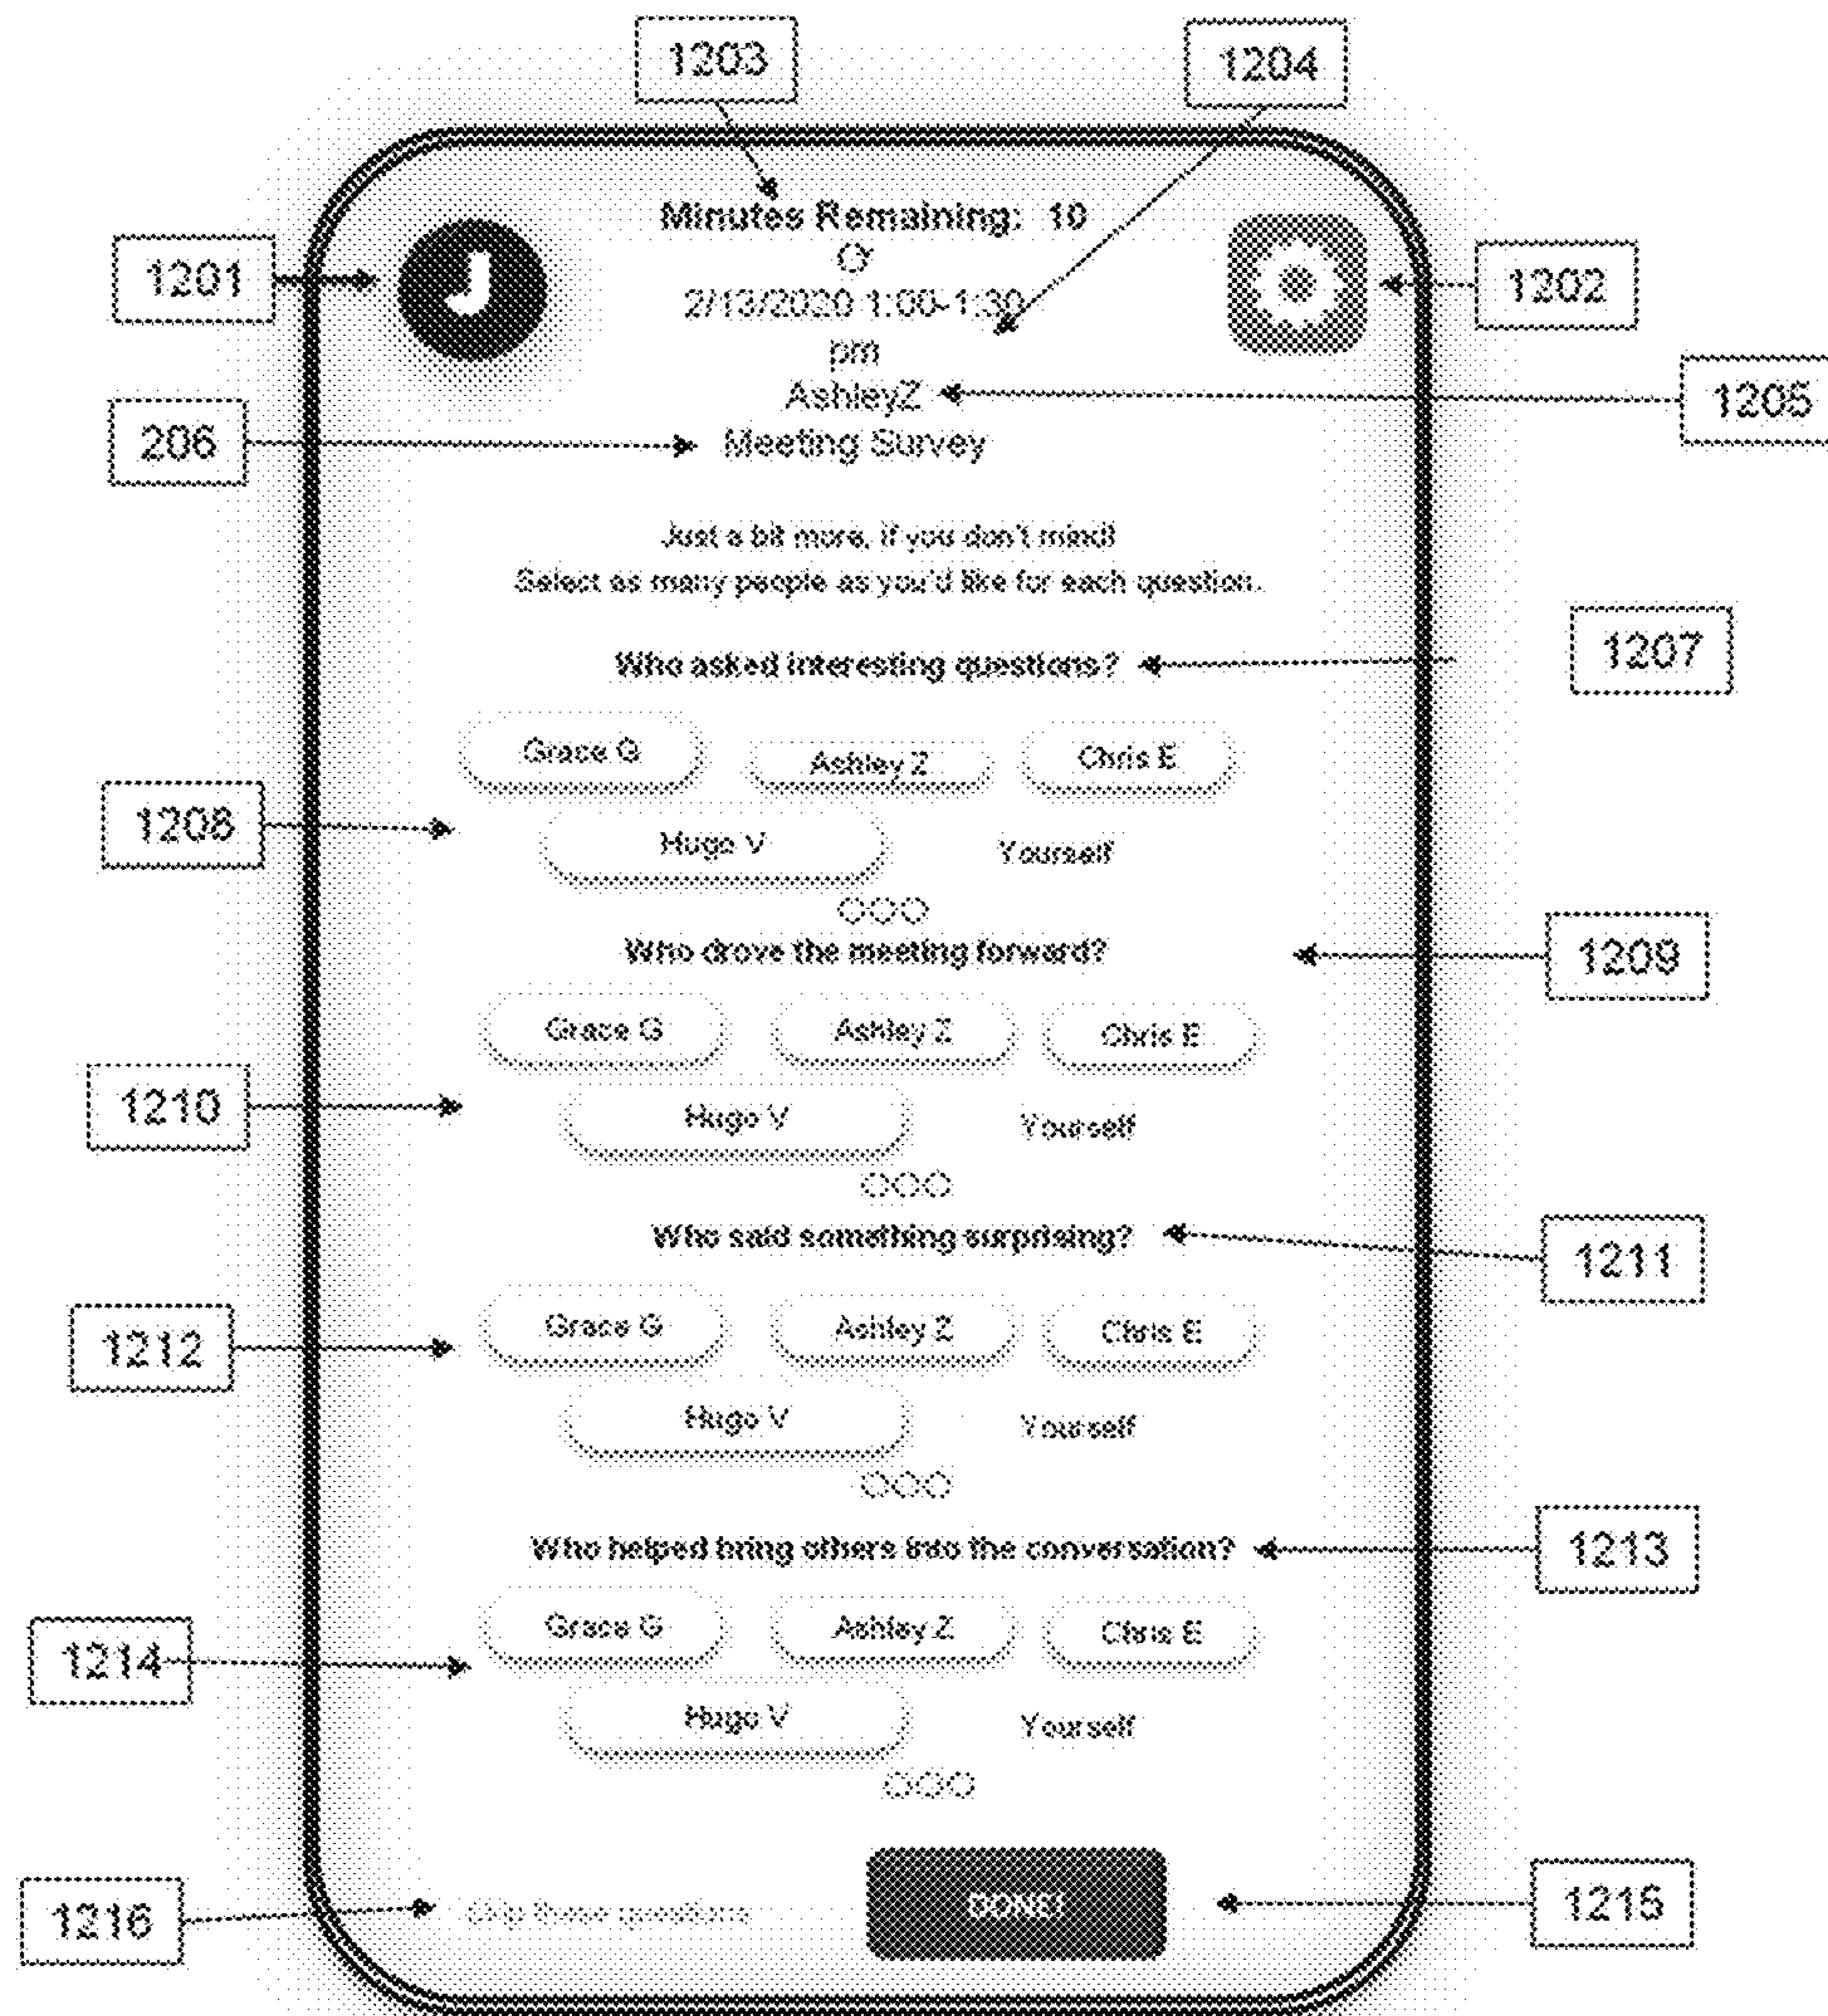 1203
1204
Minutes Remaining: 10
1201
J
Or
1202
2/13/2020 1:00-1:30
pm
AshleyZ
1205
206
Meeting Survey
Just a bit more, if you don't mind!
Select as many people as you'd like for each question.
Who asked interesting questions?
1207
Grace G Ashley Z Chris E
1208
Hugo V Yourself
Who drove the meeting forward?
1209
Grace G Ashley Z Chris E
1210
Hugo V Yourself
Who said something surprising?
1211
Grace G Ashley Z Chris E
1212
Hugo V Yourself
Who helped bring others into the conversation?
1213
Grace G Ashley Z Chris E
1214
Hugo V Yourself
1216
Skip these questions
DONE!
1215